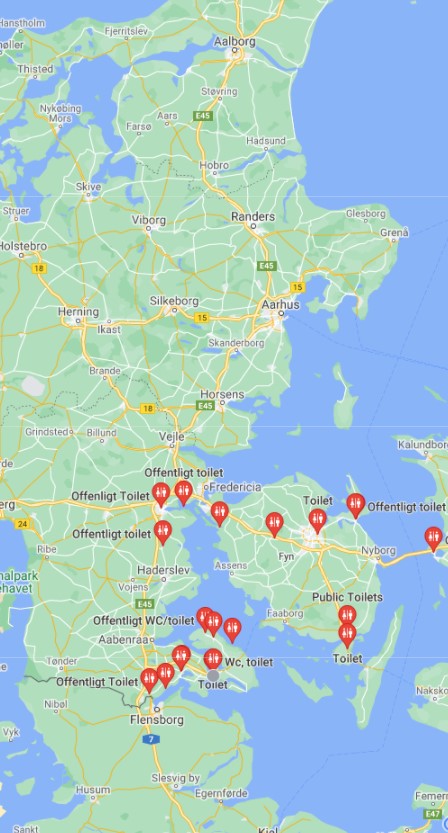 Hanstholm
Fjerritslev
Aalborg
Thisted
Støvring
Nykøbing
Mors
Aars
E45
Farsø
Hadsund
Hobro
Skive
Struer
Viborg
Randers
Glesborg
Grenå
Holstebro
18
E45
15
Silkeborg
Aarhus
Herning
15
Ikast
Skanderborg
Brande
Horsens
18
E45
Grindsted
Billund
Vejle
Kalundborg
Offentligt toilet
Fredericia
Offentligt Toilet
Toilet
Offentligt toilet
24
Offentligt toilet
Ribe
Fyn
Nyborg
Haderslev
Assens
Vojens
Public Toilets
E45
Faaborg
Offentligt WC/toilet
Aabenraa
Tønder
Wc, toilet
Toilet
Offentligt Toilet
Toilet
Nibøl
Flensborg
Vyk
7
Slesvig by
Husum
Egernførde
Femern
E47
Sankt
Kiel